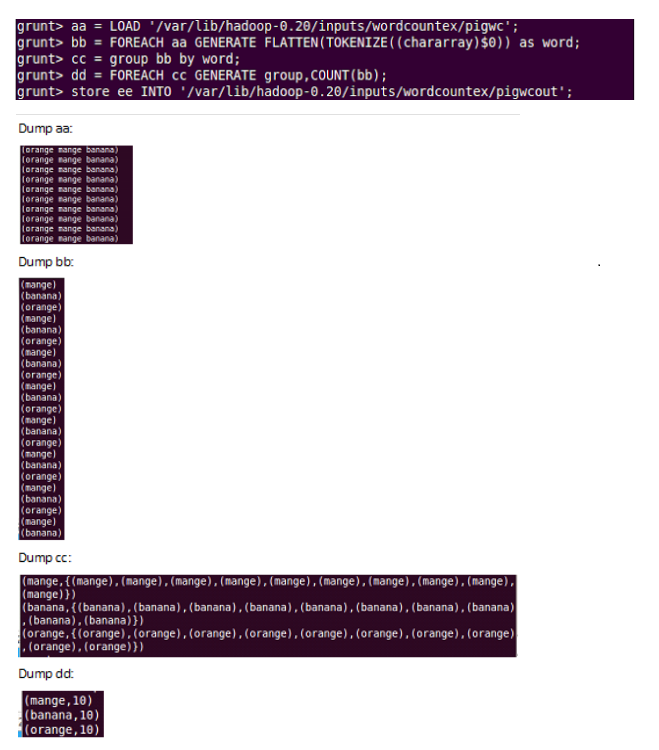 grunt> aa = LOAD '/var/lib/hadoop-0.20/inputs/wordcountex/pigwc';
grunt> bb = FOREACH aa GENERATE FLATTEN(TOKENIZE((chararray)$0)) as word;
grunt> cc = group bb by word;
grunt> dd = FOREACH cc GENERATE group,COUNT(bb);
grunt> store ee INTO '/var/lib/hadoop-0.20/inputs/wordcountex/pigwcout';
Dump aa:
(orange mange banana)
(orange mange banana)
(orange mange banana)
(orange mange banana)
(orange mange banana)
(orange mange banana)
(orange mange banana)
(orange mange banana)
(orange mange banana)
(orange mange banana)
Dump bb:
(mange)
(banana)
(orange)
(mange)
(banana)
(orange)
(mange)
(banana)
(orange)
(mange)
(banana)
(orange)
(mange)
(banana)
(orange)
(mange)
(banana)
(orange)
(mange)
(banana)
(orange)
(mange)
(banana)
Dump cc:
(mange,{(mange),(mange),(mange),(mange),(mange),(mange),(mange),(mange),(mange),
(mange)})
(banana,{(banana),(banana),(banana),(banana),(banana),(banana),(banana),(banana)
,(banana),(banana)})
(orange,{(orange),(orange),(orange),(orange),(orange),(orange),(orange),(orange)
,(orange),(orange)})
Dump dd:
(mange,10)
(banana,10)
(orange,10)